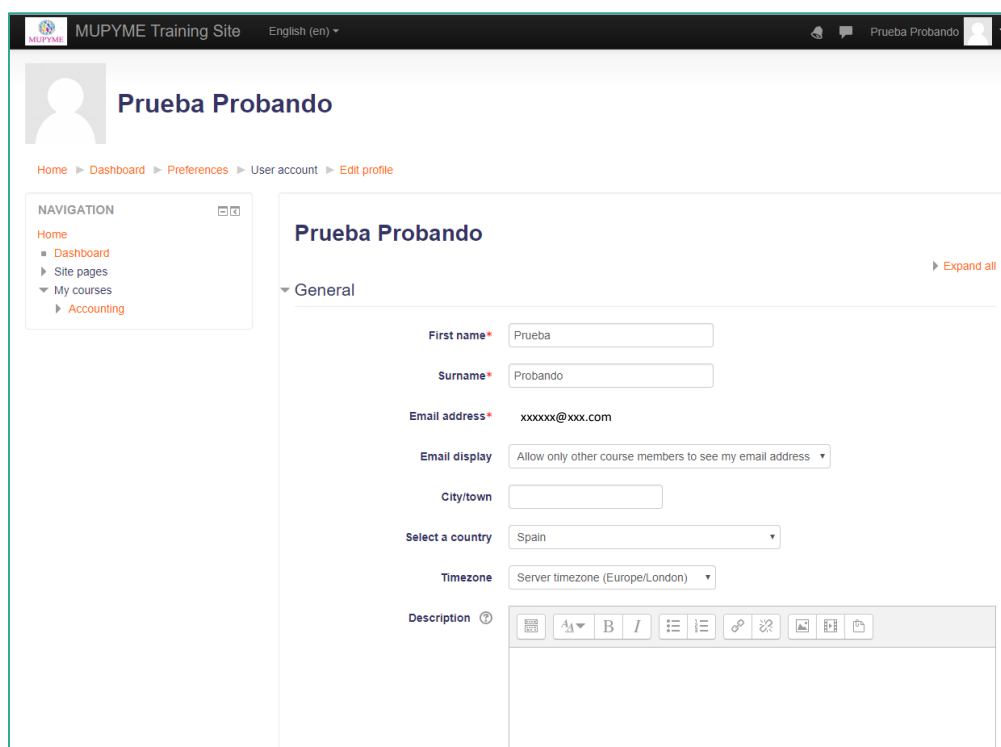 MUPYME MUPYME Training Site English (en) Prueba Probando
Prueba Probando
Home Dashboard Preferences User account Edit profile
NAVIGATION
Home
Dashboard
Site pages
My courses
Accounting
Prueba Probando
Expand all
General
First name* Prueba
Surname* Probando
Email address* xxxxxx@xxx.com
Email display Allow only other course members to see my email address
City/town
Select a country Spain
Timezone Server timezone (Europe/London)
Description ?
B I